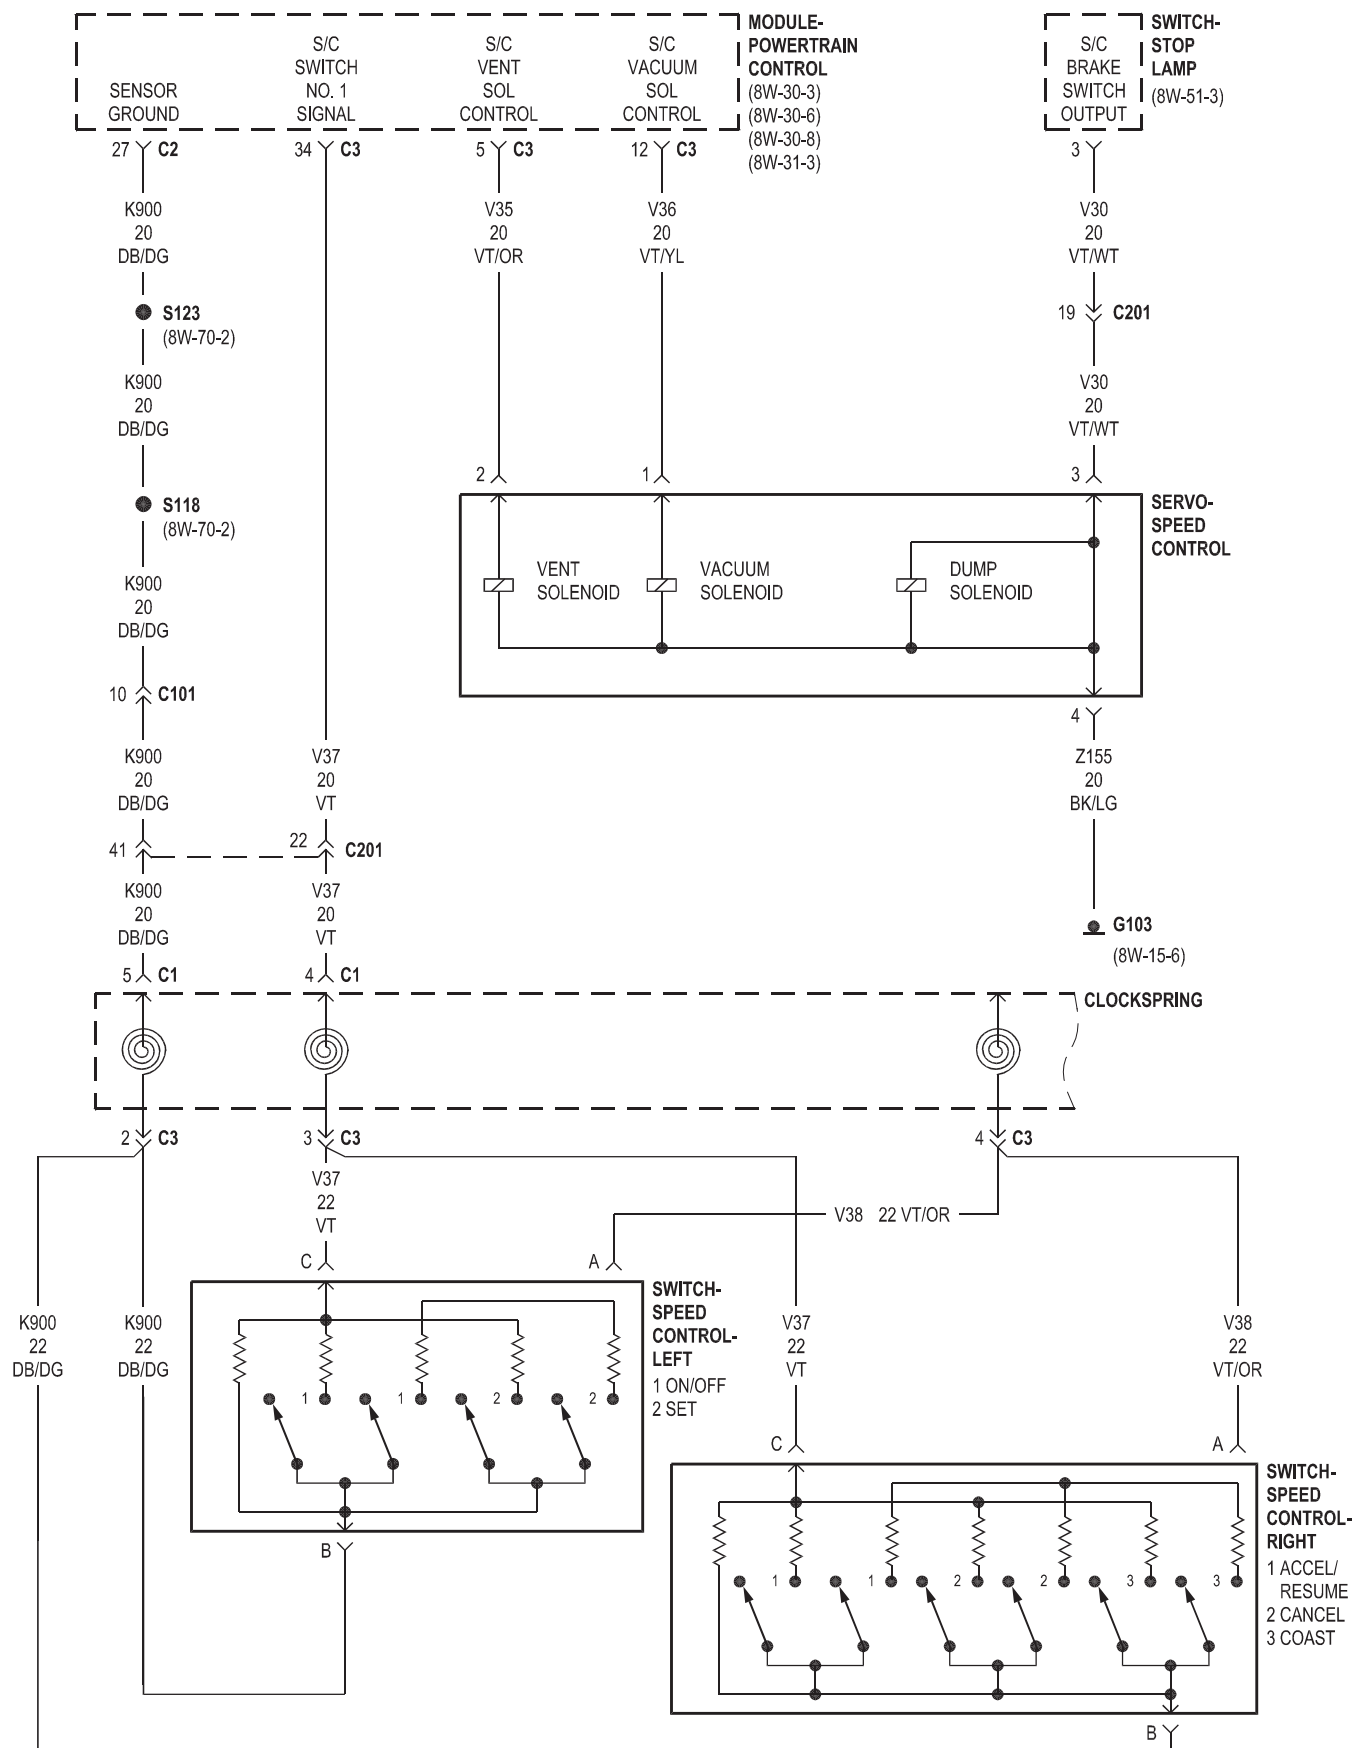 MODULE-
POWERTRAIN
CONTROL
(8W-30-3)
(8W-30-6)
(8W-30-8)
(8W-31-3)
SENSOR
GROUND
S/C
SWITCH
NO. 1
SIGNAL
S/C
VENT
SOL
CONTROL
S/C
VACUUM
SOL
CONTROL
S/C
BRAKE
SWITCH
OUTPUT
SWITCH-
STOP
LAMP
(8W-51-3)
27 C2
34 C3
5 C3
12 C3
3
K900
20
DB/DG
V35
20
VT/OR
V36
20
VT/YL
V30
20
VT/WT
S123
(8W-70-2)
19 C201
K900
20
DB/DG
V30
20
VT/WT
2
1
3
S118
(8W-70-2)
SERVO-
SPEED
CONTROL
VENT
SOLENOID
VACUUM
SOLENOID
DUMP
SOLENOID
K900
20
DB/DG
10 C101
4
K900
20
DB/DG
V37
20
VT
Z155
20
BK/LG
41
22 C201
K900
20
DB/DG
V37
20
VT
G103
(8W-15-6)
5 C1
4 C1
CLOCKSPRING
2 C3
3 C3
4 C3
V37
22
VT
V38 22 VT/OR
C
A
SWITCH-
SPEED
CONTROL-
LEFT
1 ON/OFF
2 SET
K900
22
DB/DG
K900
22
DB/DG
V37
22
VT
V38
22
VT/OR
1 1 2 2
B
C
A
SWITCH-
SPEED
CONTROL-
RIGHT
1 ACCEL/
RESUME
2 CANCEL
3 COAST
1 1 2 2 3 3
B